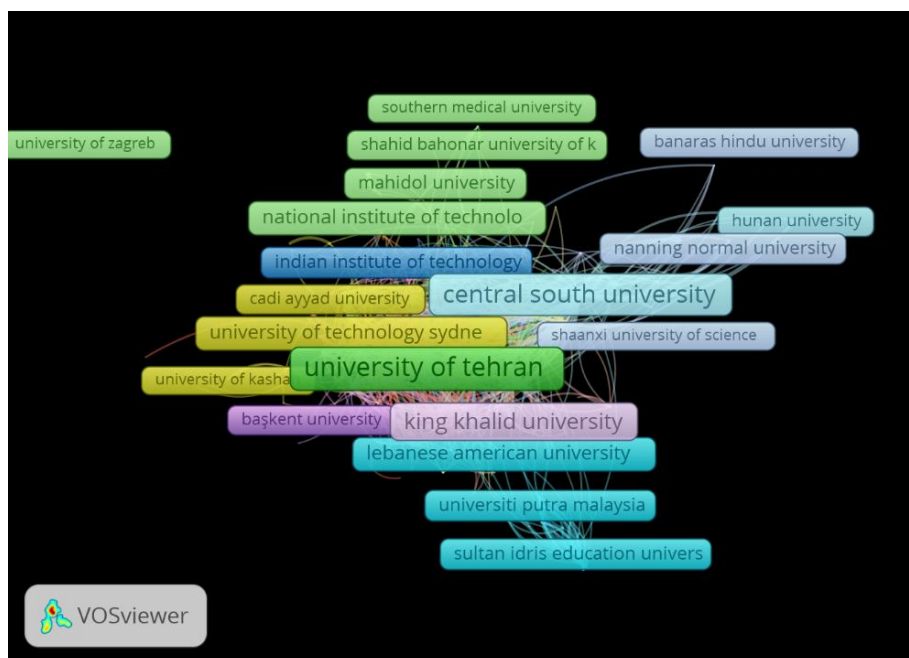 southern medical university
university of zagreb
shahid bahonar university of k
banaras hindu university
mahidol university
national institute of technolo
hunan university
nanning normal university
indian institute of technology
cadi ayyad university
central south university
university of technology sydne
shaanxi university of science
university of tehran
university of kasha
başkent university
king khalid university
lebanese american university
universiti putra malaysia
sultan idris education univers
VOSviewer